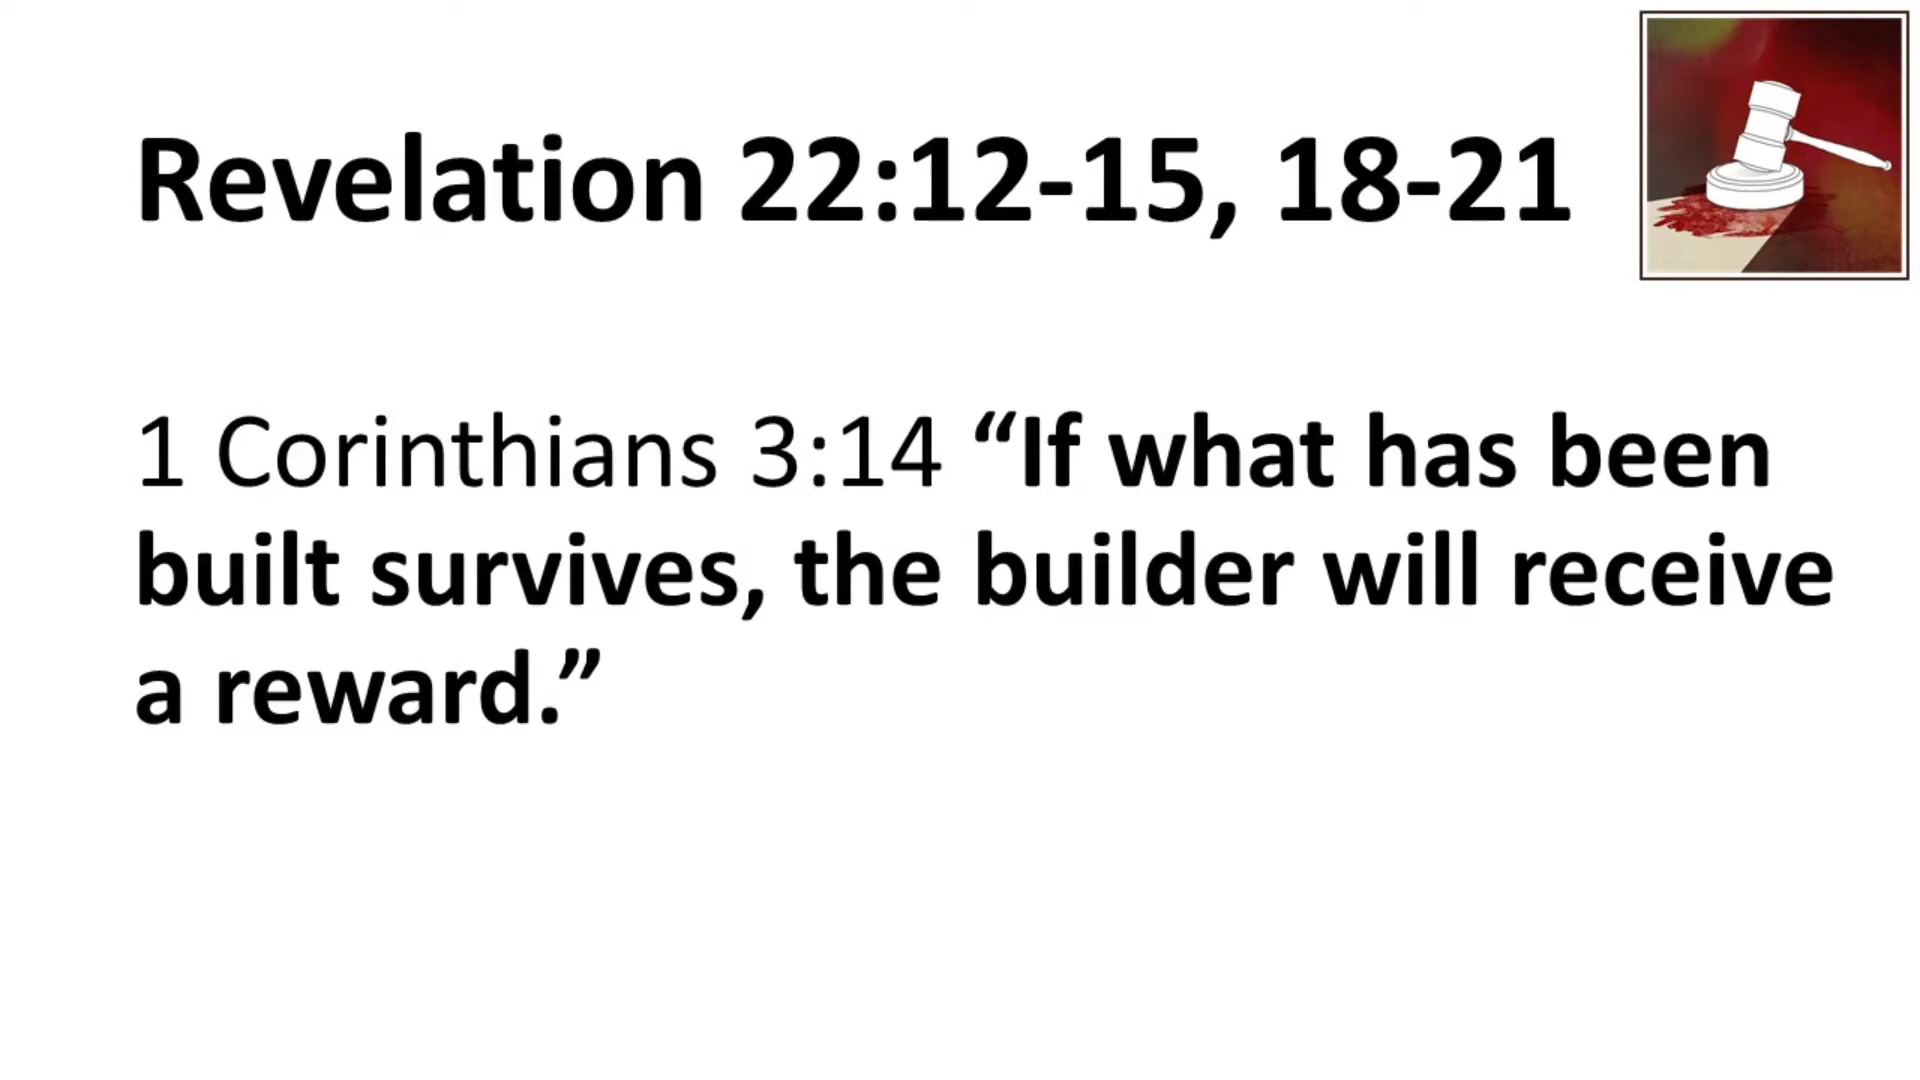 Revelation 22:12-15, 18-21
1 Corinthians 3:14 “If what has been
built survives, the builder will receive
a reward.”